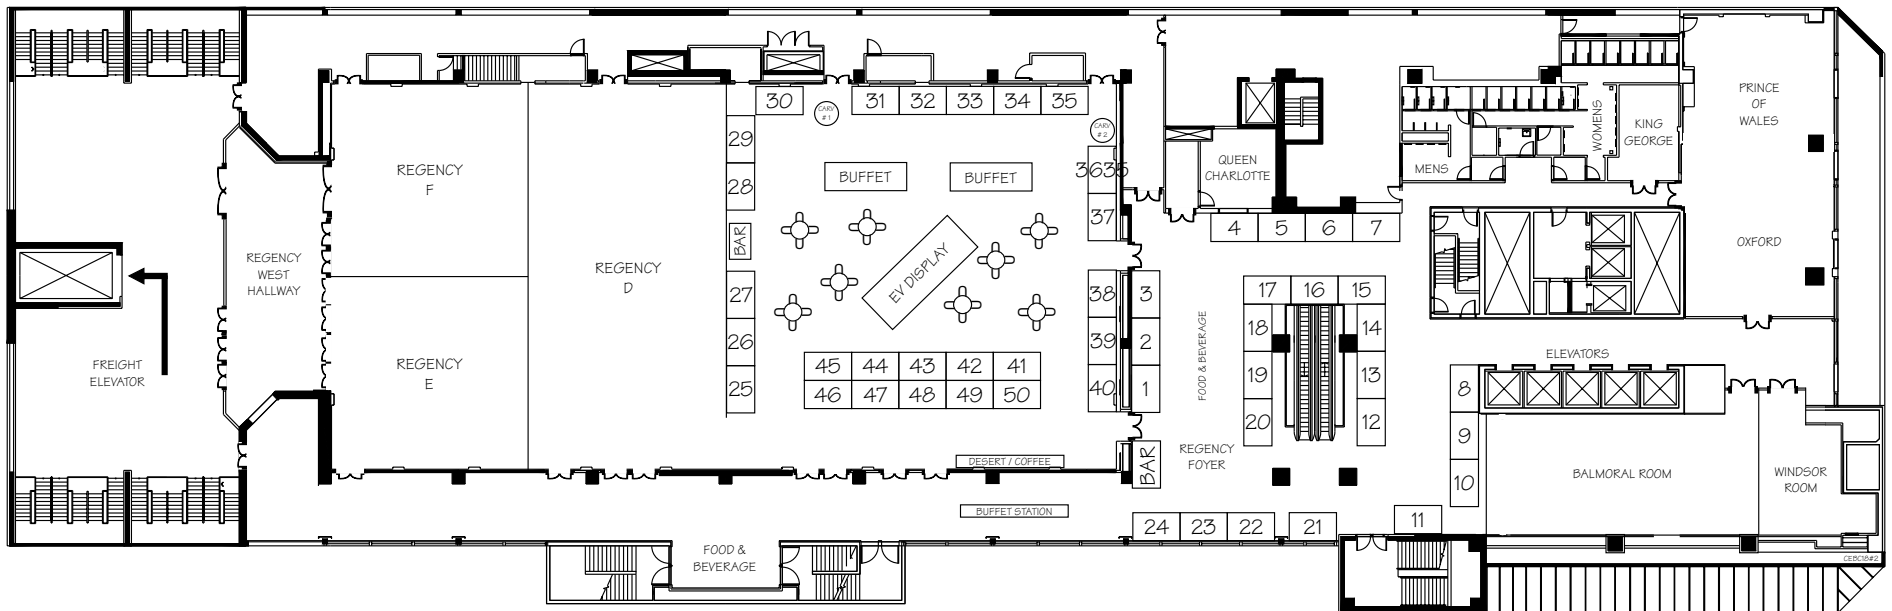 30
CARV
#1
31
32
33
34
35
CARV
#2
29
28
BUFFET
BUFFET
3635
37
BAR
EV DISPLAY
27
26
25
38
39
40
3
2
1
45
44
43
42
41
46
47
48
49
50
DESERT / COFFEE
BUFFET STATION
BAR
REGENCY
F
REGENCY
E
REGENCY
D
REGENCY
WEST
HALLWAY
FREIGHT
ELEVATOR
FOOD &
BEVERAGE
QUEEN
CHARLOTTE
4
5
6
7
MENS
WOMENS
KING
GEORGE
PRINCE
OF
WALES
OXFORD
17
16
15
18
14
19
13
20
12
FOOD & BEVERAGE
REGENCY
FOYER
ELEVATORS
8
9
10
BALMORAL ROOM
WINDSOR
ROOM
24
23
22
21
11
CEBC18#2